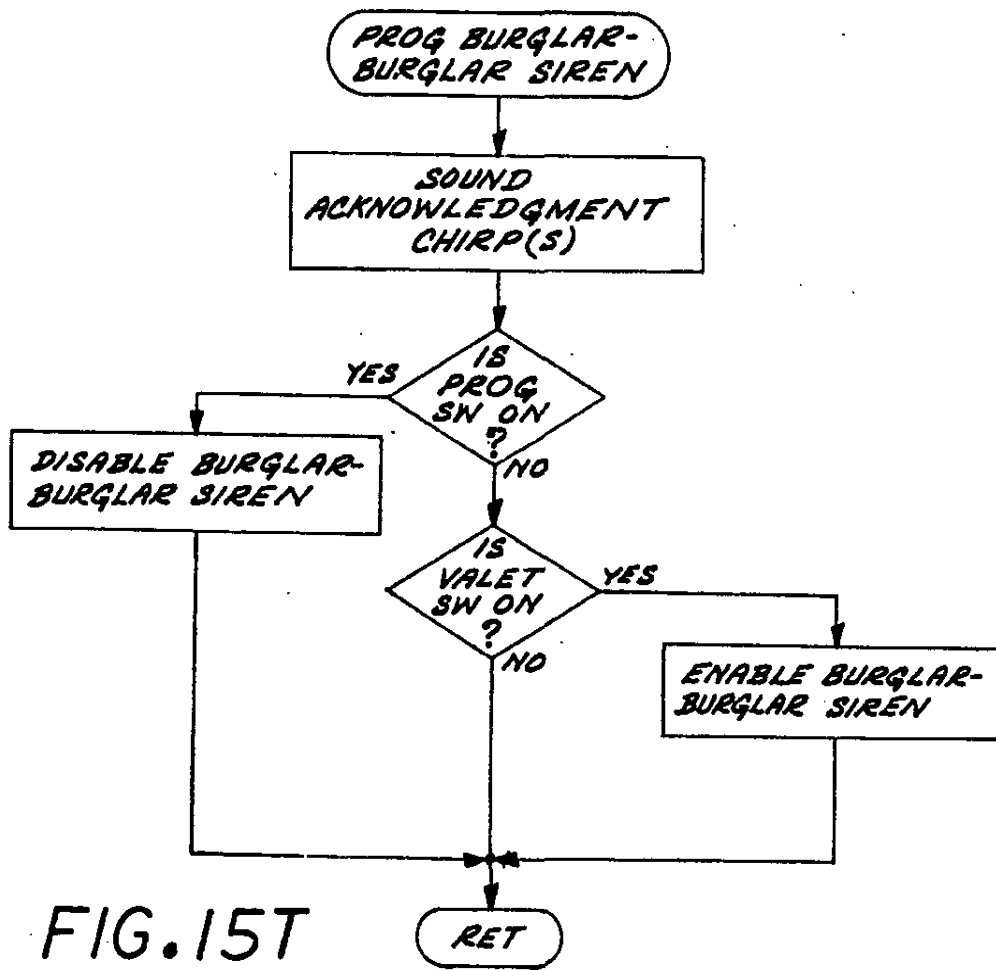 PROG BURGLAR-
BURGLAR SIREN
SOUND
ACKNOWLEDGMENT
CHIRP(S)
IS
PROG
SW ON
?
YES
NO
DISABLE BURGLAR-
BURGLAR SIREN
IS
VALET
SW ON
?
YES
NO
ENABLE BURGLAR-
BURGLAR SIREN
RET
FIG.15T